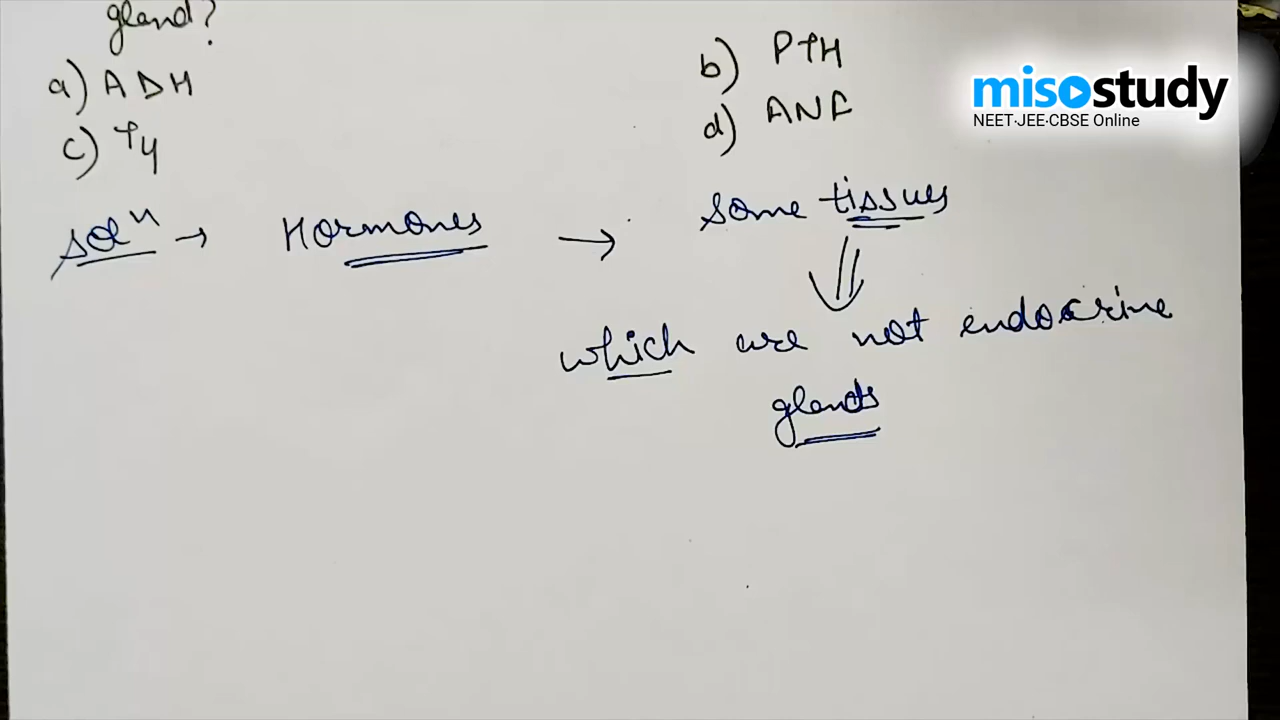 gland?
a) ADH
b) PTH
c) T4
d) ANF
solⁿ → Hormones → some tissues
which are not endocrine
glands
misostudy
NEET·JEE·CBSE Online